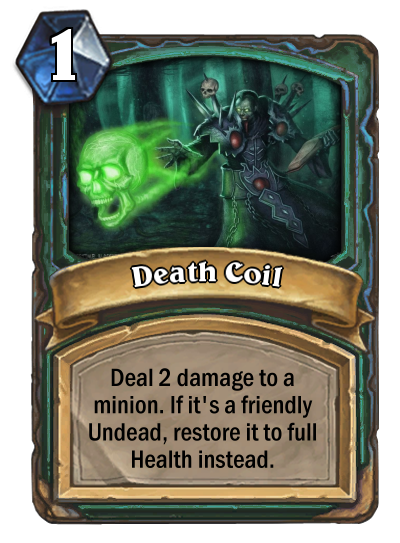 1
Death Coil
Deal 2 damage to a
minion. If it's a friendly
Undead, restore it to full
Health instead.